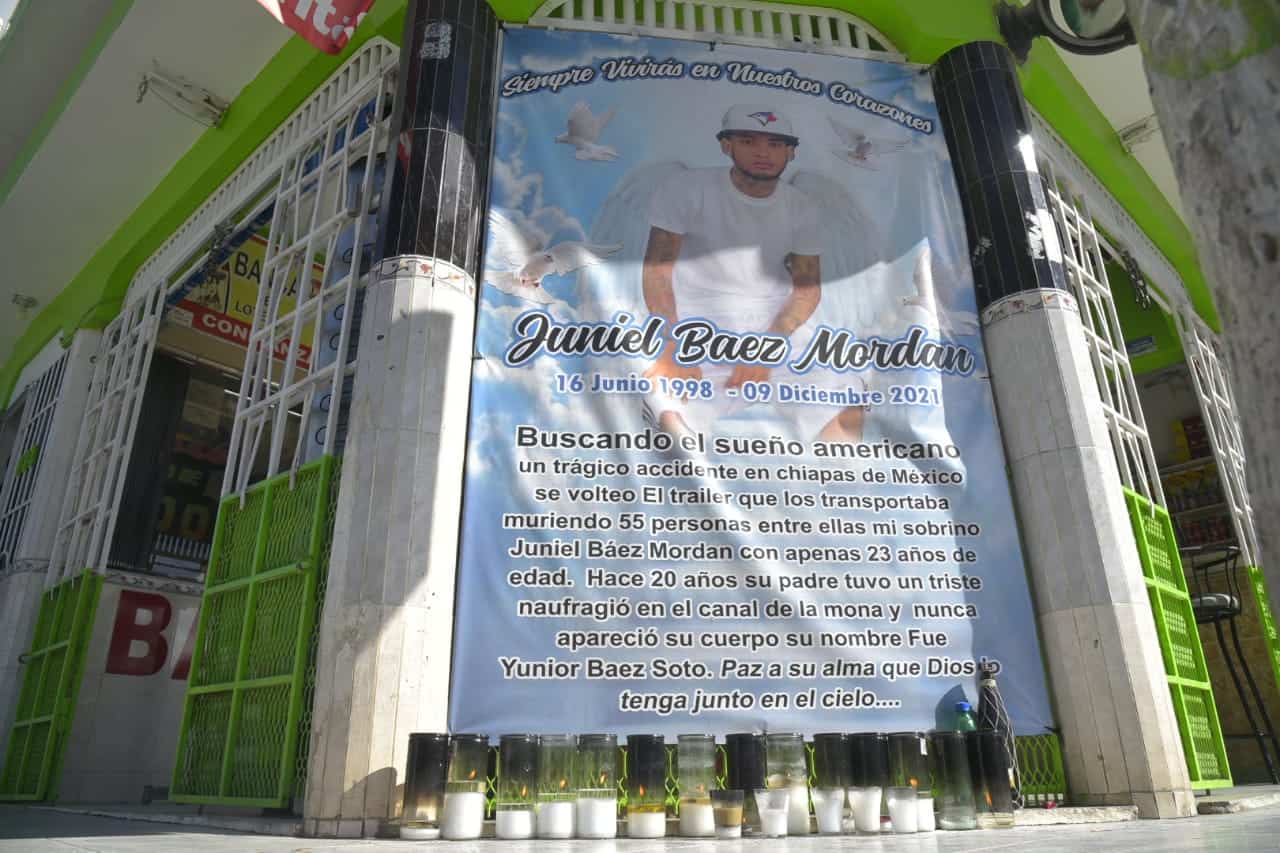 Siempre Vivirás en Nuestros Corazones
Juniel Baez Mordan
16 Junio 1998 - 09 Diciembre 2021
Buscando el sueño americano
un trágico accidente en chiapas de México
se volteo El trailer que los transportaba
muriendo 55 personas entre ellas mi sobrino
Juniel Báez Mordan con apenas 23 años de
edad. Hace 20 años su padre tuvo un triste
naufragió en el canal de la mona y nunca
apareció su cuerpo su nombre Fue
Yunior Baez Soto. Paz a su alma que Dios lo
tenga junto en el cielo....